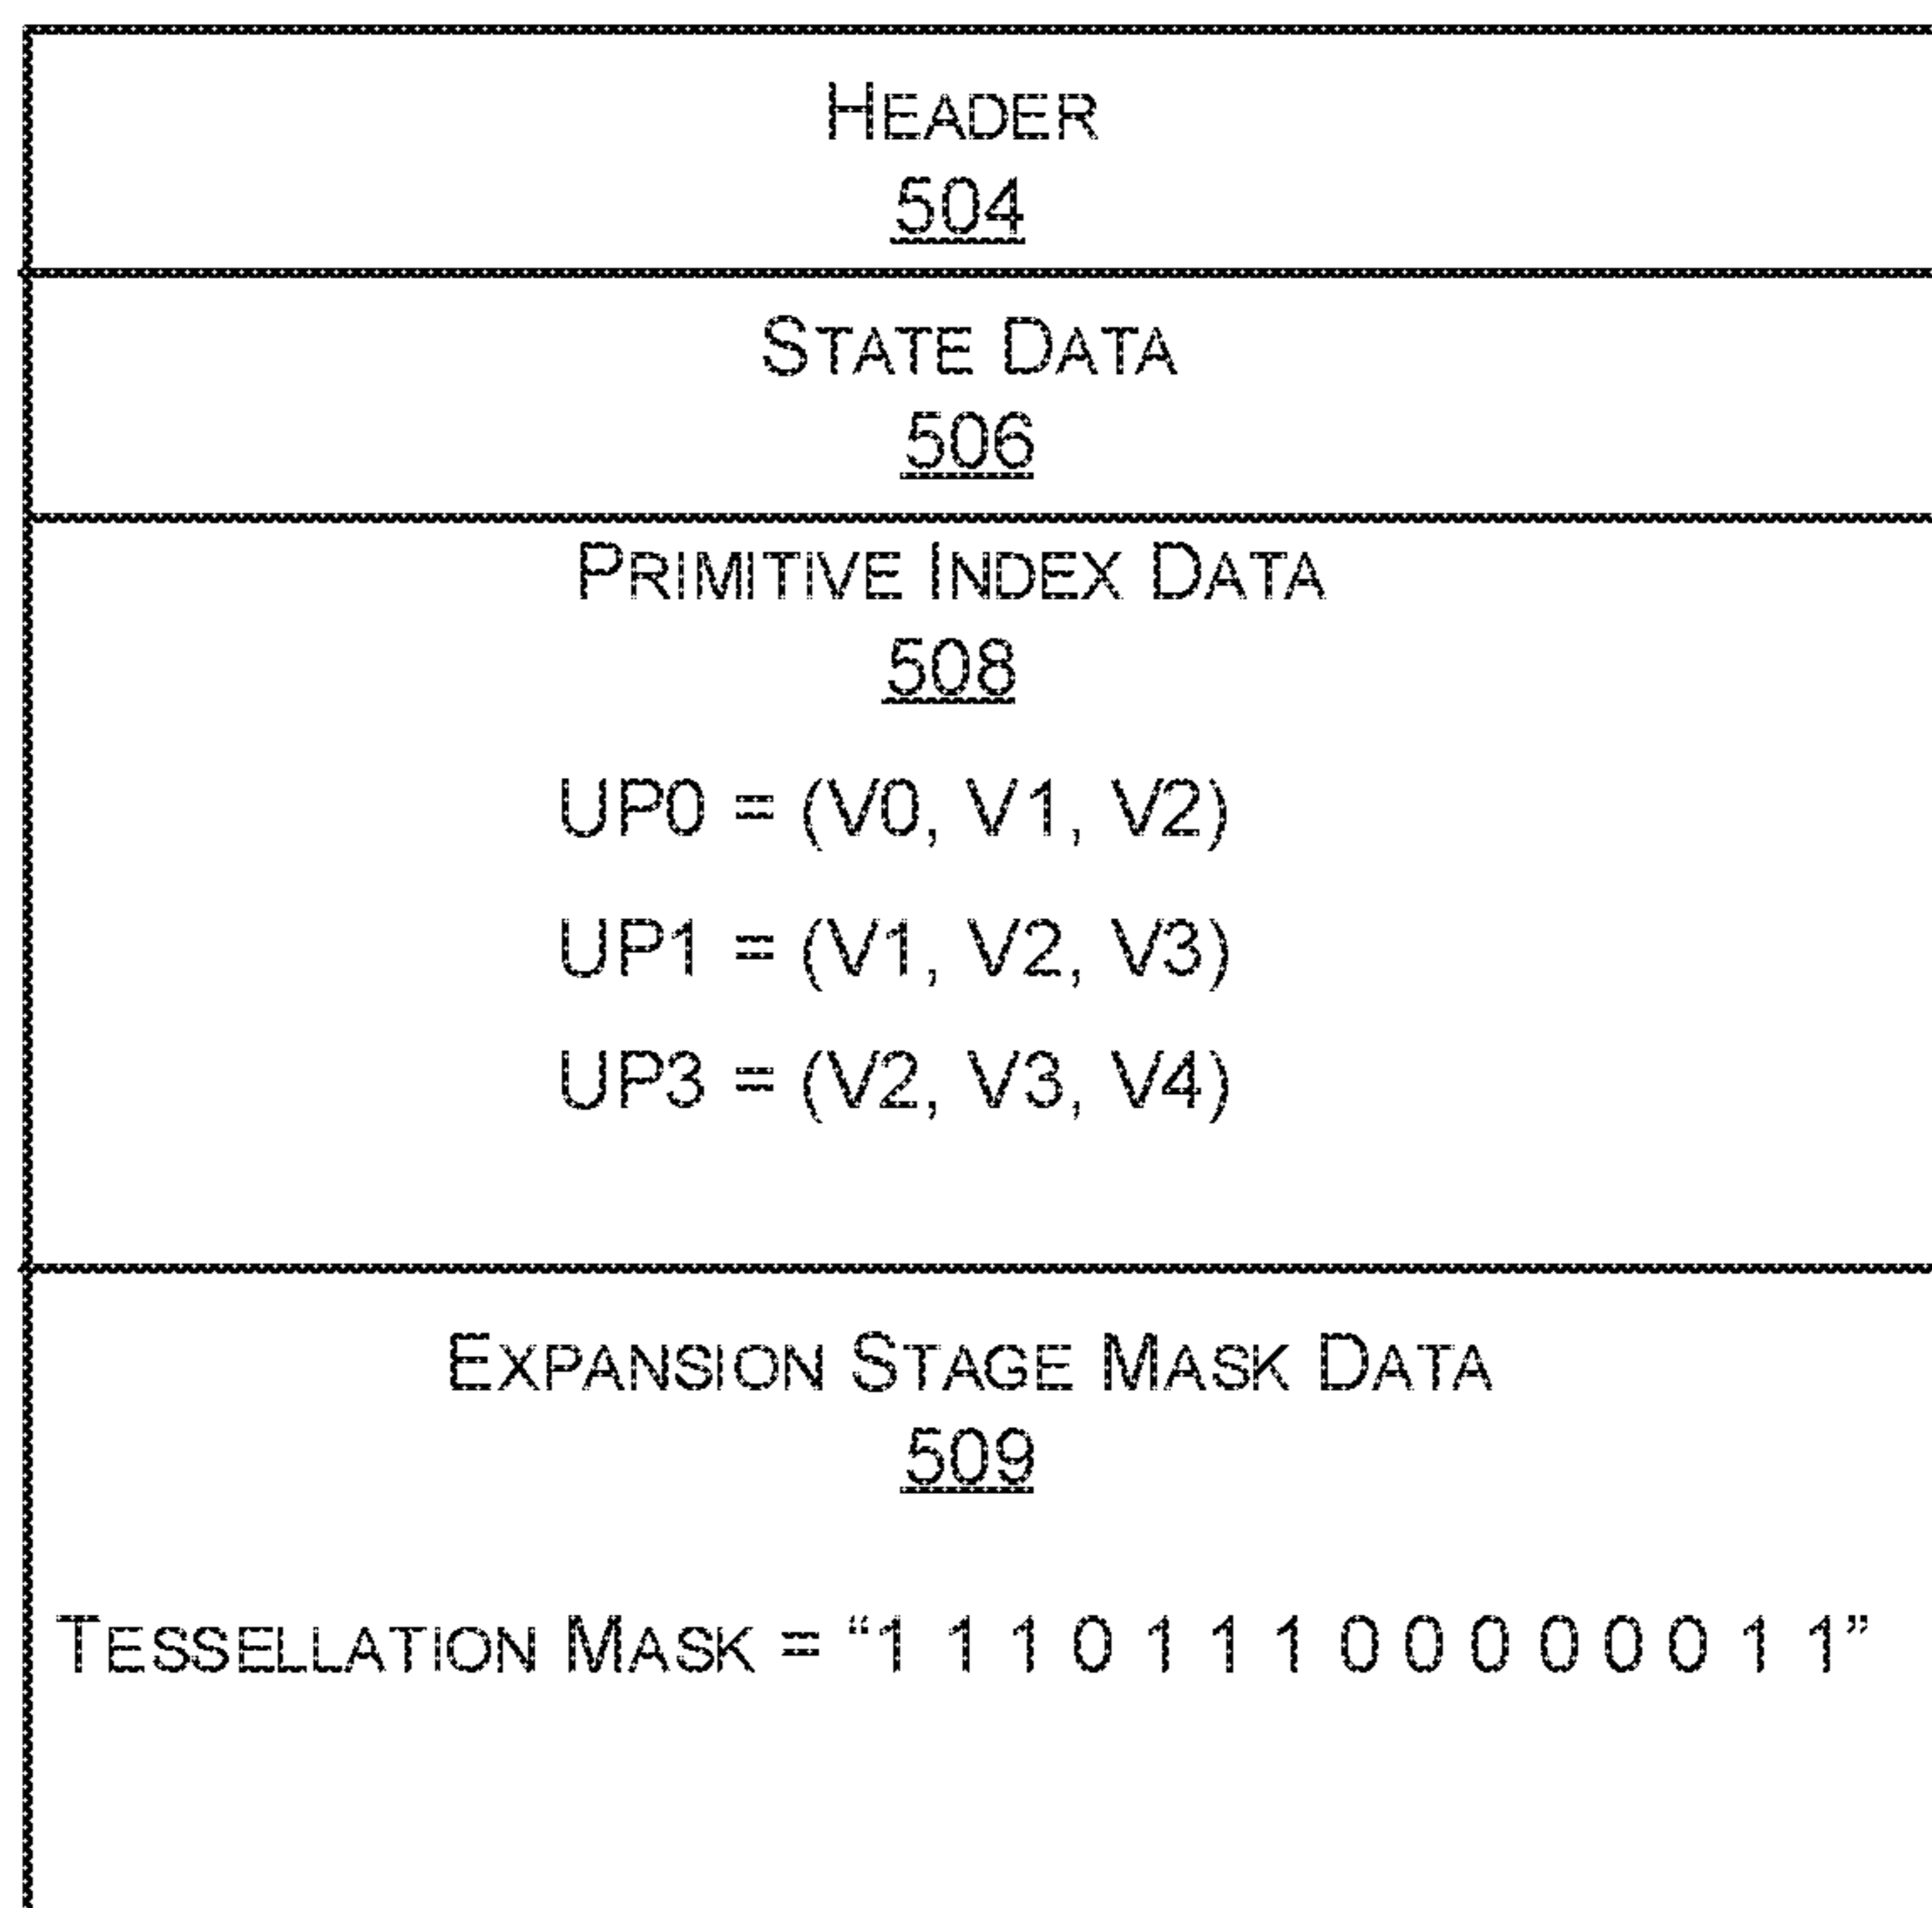 HEADER
504
STATE DATA
506
PRIMITIVE INDEX DATA
508
UP0 = (V0, V1, V2)
UP1 = (V1, V2, V3)
UP3 = (V2, V3, V4)
EXPANSION STAGE MASK DATA
509
TESSELLATION MASK = “1 1 1 0 1 1 1 0 0 0 0 0 0 1 1”